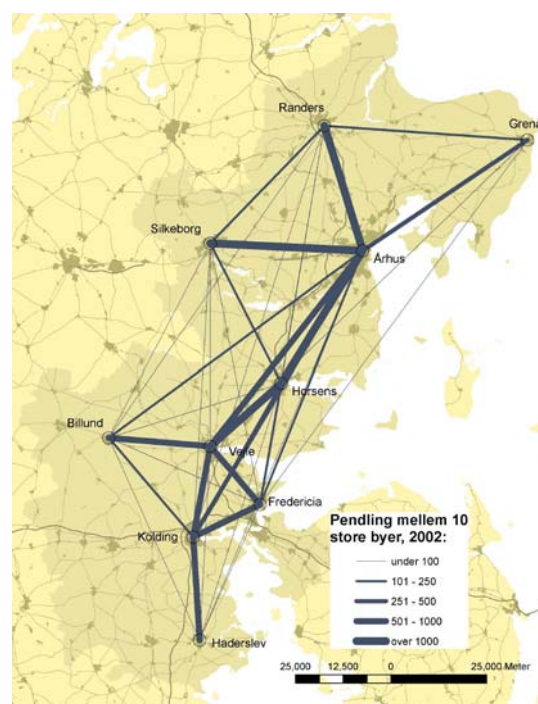 Randers
Grená
Silkeborg
Århus
Horsens
Billund
Vejle
Fredericia
Kolding
Haderslev
Pendling mellem 10
store byer, 2002:
under 100
101 - 250
251 - 500
501 - 1000
over 1000
25,000 12,500 0 25,000 Meter